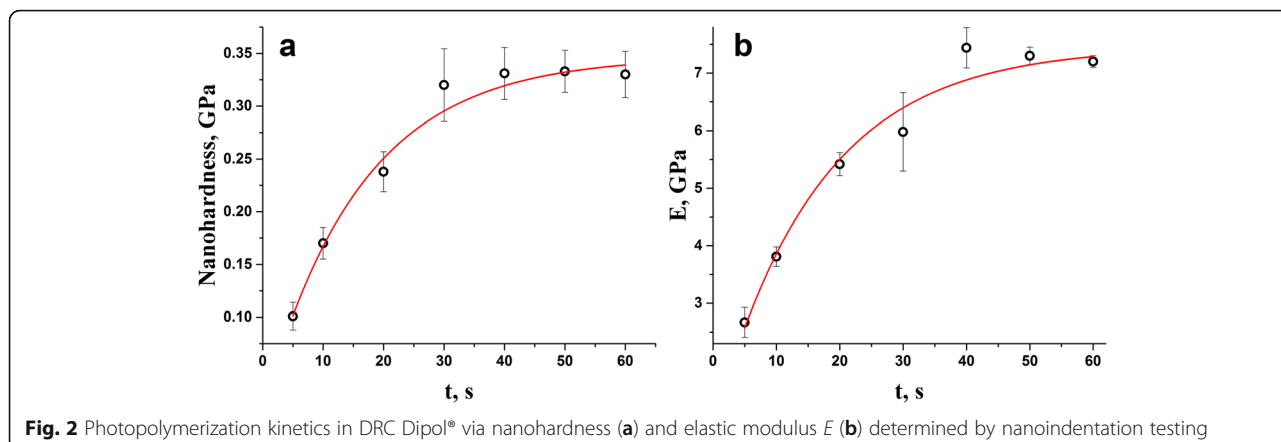 a
0.35
0.30
0.25
0.20
0.15
0.10
Nanohardness, GPa
0 10 20 30 40 50 60
t, s
b
7
6
5
4
3
E, GPa
0 10 20 30 40 50 60
t, s
Fig. 2 Photopolymerization kinetics in DRC Dipol® via nanohardness (a) and elastic modulus E (b) determined by nanoindentation testing